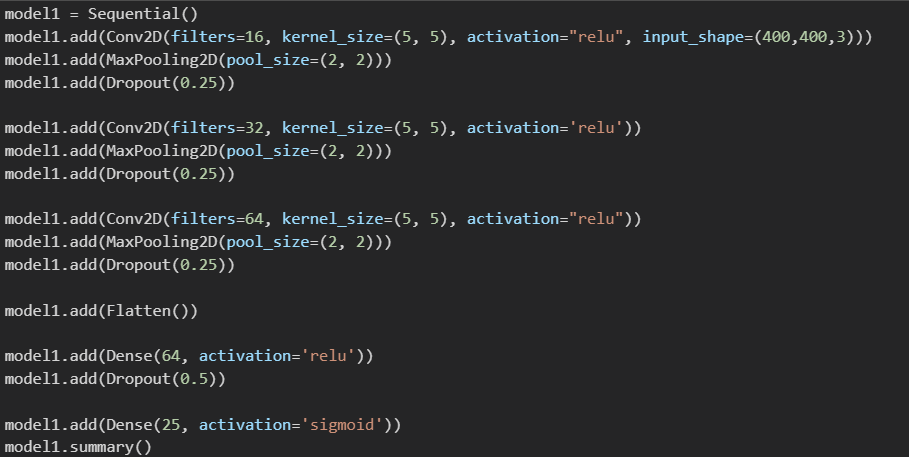 model1 = Sequential()
model1.add(Conv2D(filters=16, kernel_size=(5, 5), activation="relu", input_shape=(400,400,3)))
model1.add(MaxPooling2D(pool_size=(2, 2)))
model1.add(Dropout(0.25))
model1.add(Conv2D(filters=32, kernel_size=(5, 5), activation='relu'))
model1.add(MaxPooling2D(pool_size=(2, 2)))
model1.add(Dropout(0.25))
model1.add(Conv2D(filters=64, kernel_size=(5, 5), activation="relu"))
model1.add(MaxPooling2D(pool_size=(2, 2)))
model1.add(Dropout(0.25))
model1.add(Flatten())
model1.add(Dense(64, activation='relu'))
model1.add(Dropout(0.5))
model1.add(Dense(25, activation='sigmoid'))
model1.summary()